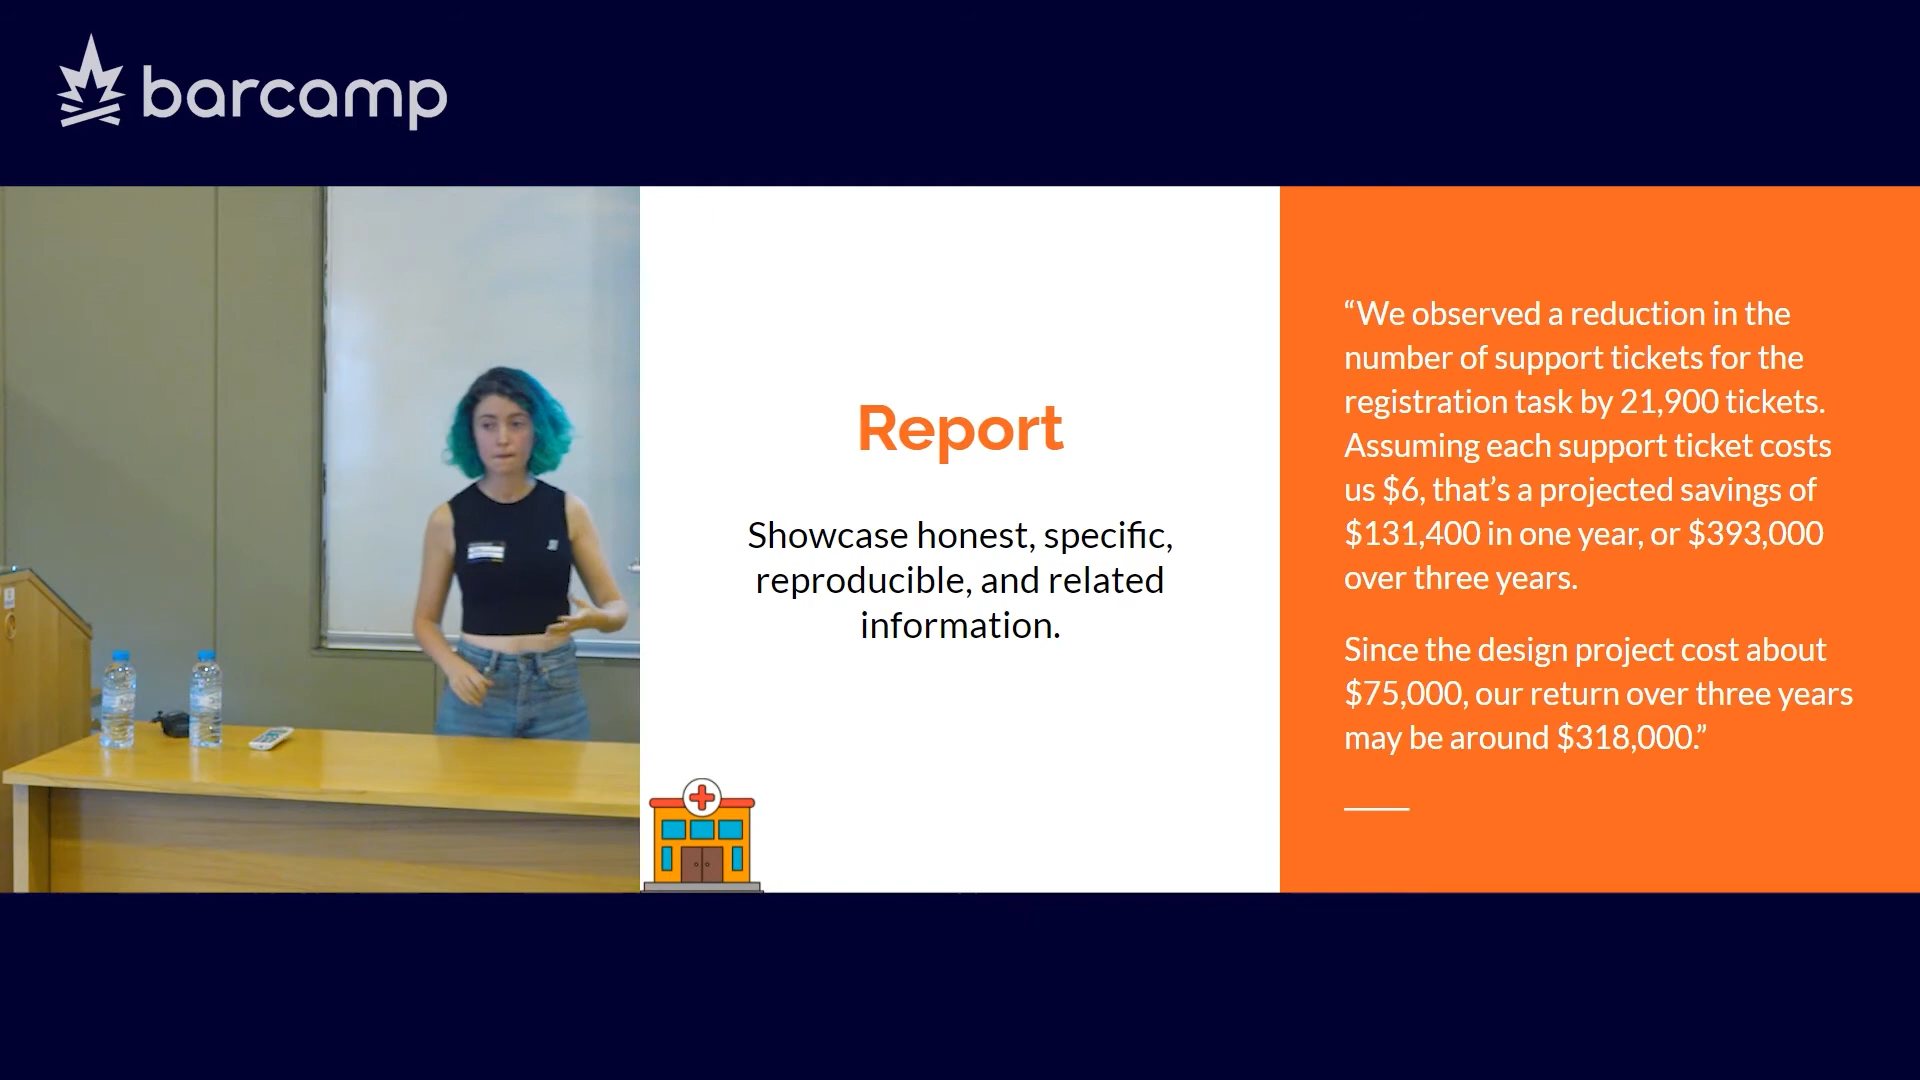 barcamp
Report
Showcase honest, specific,
reproducible, and related
information.
“We observed a reduction in the
number of support tickets for the
registration task by 21,900 tickets.
Assuming each support ticket costs
us $6, that’s a projected savings of
$131,400 in one year, or $393,000
over three years.
Since the design project cost about
$75,000, our return over three years
may be around $318,000.”